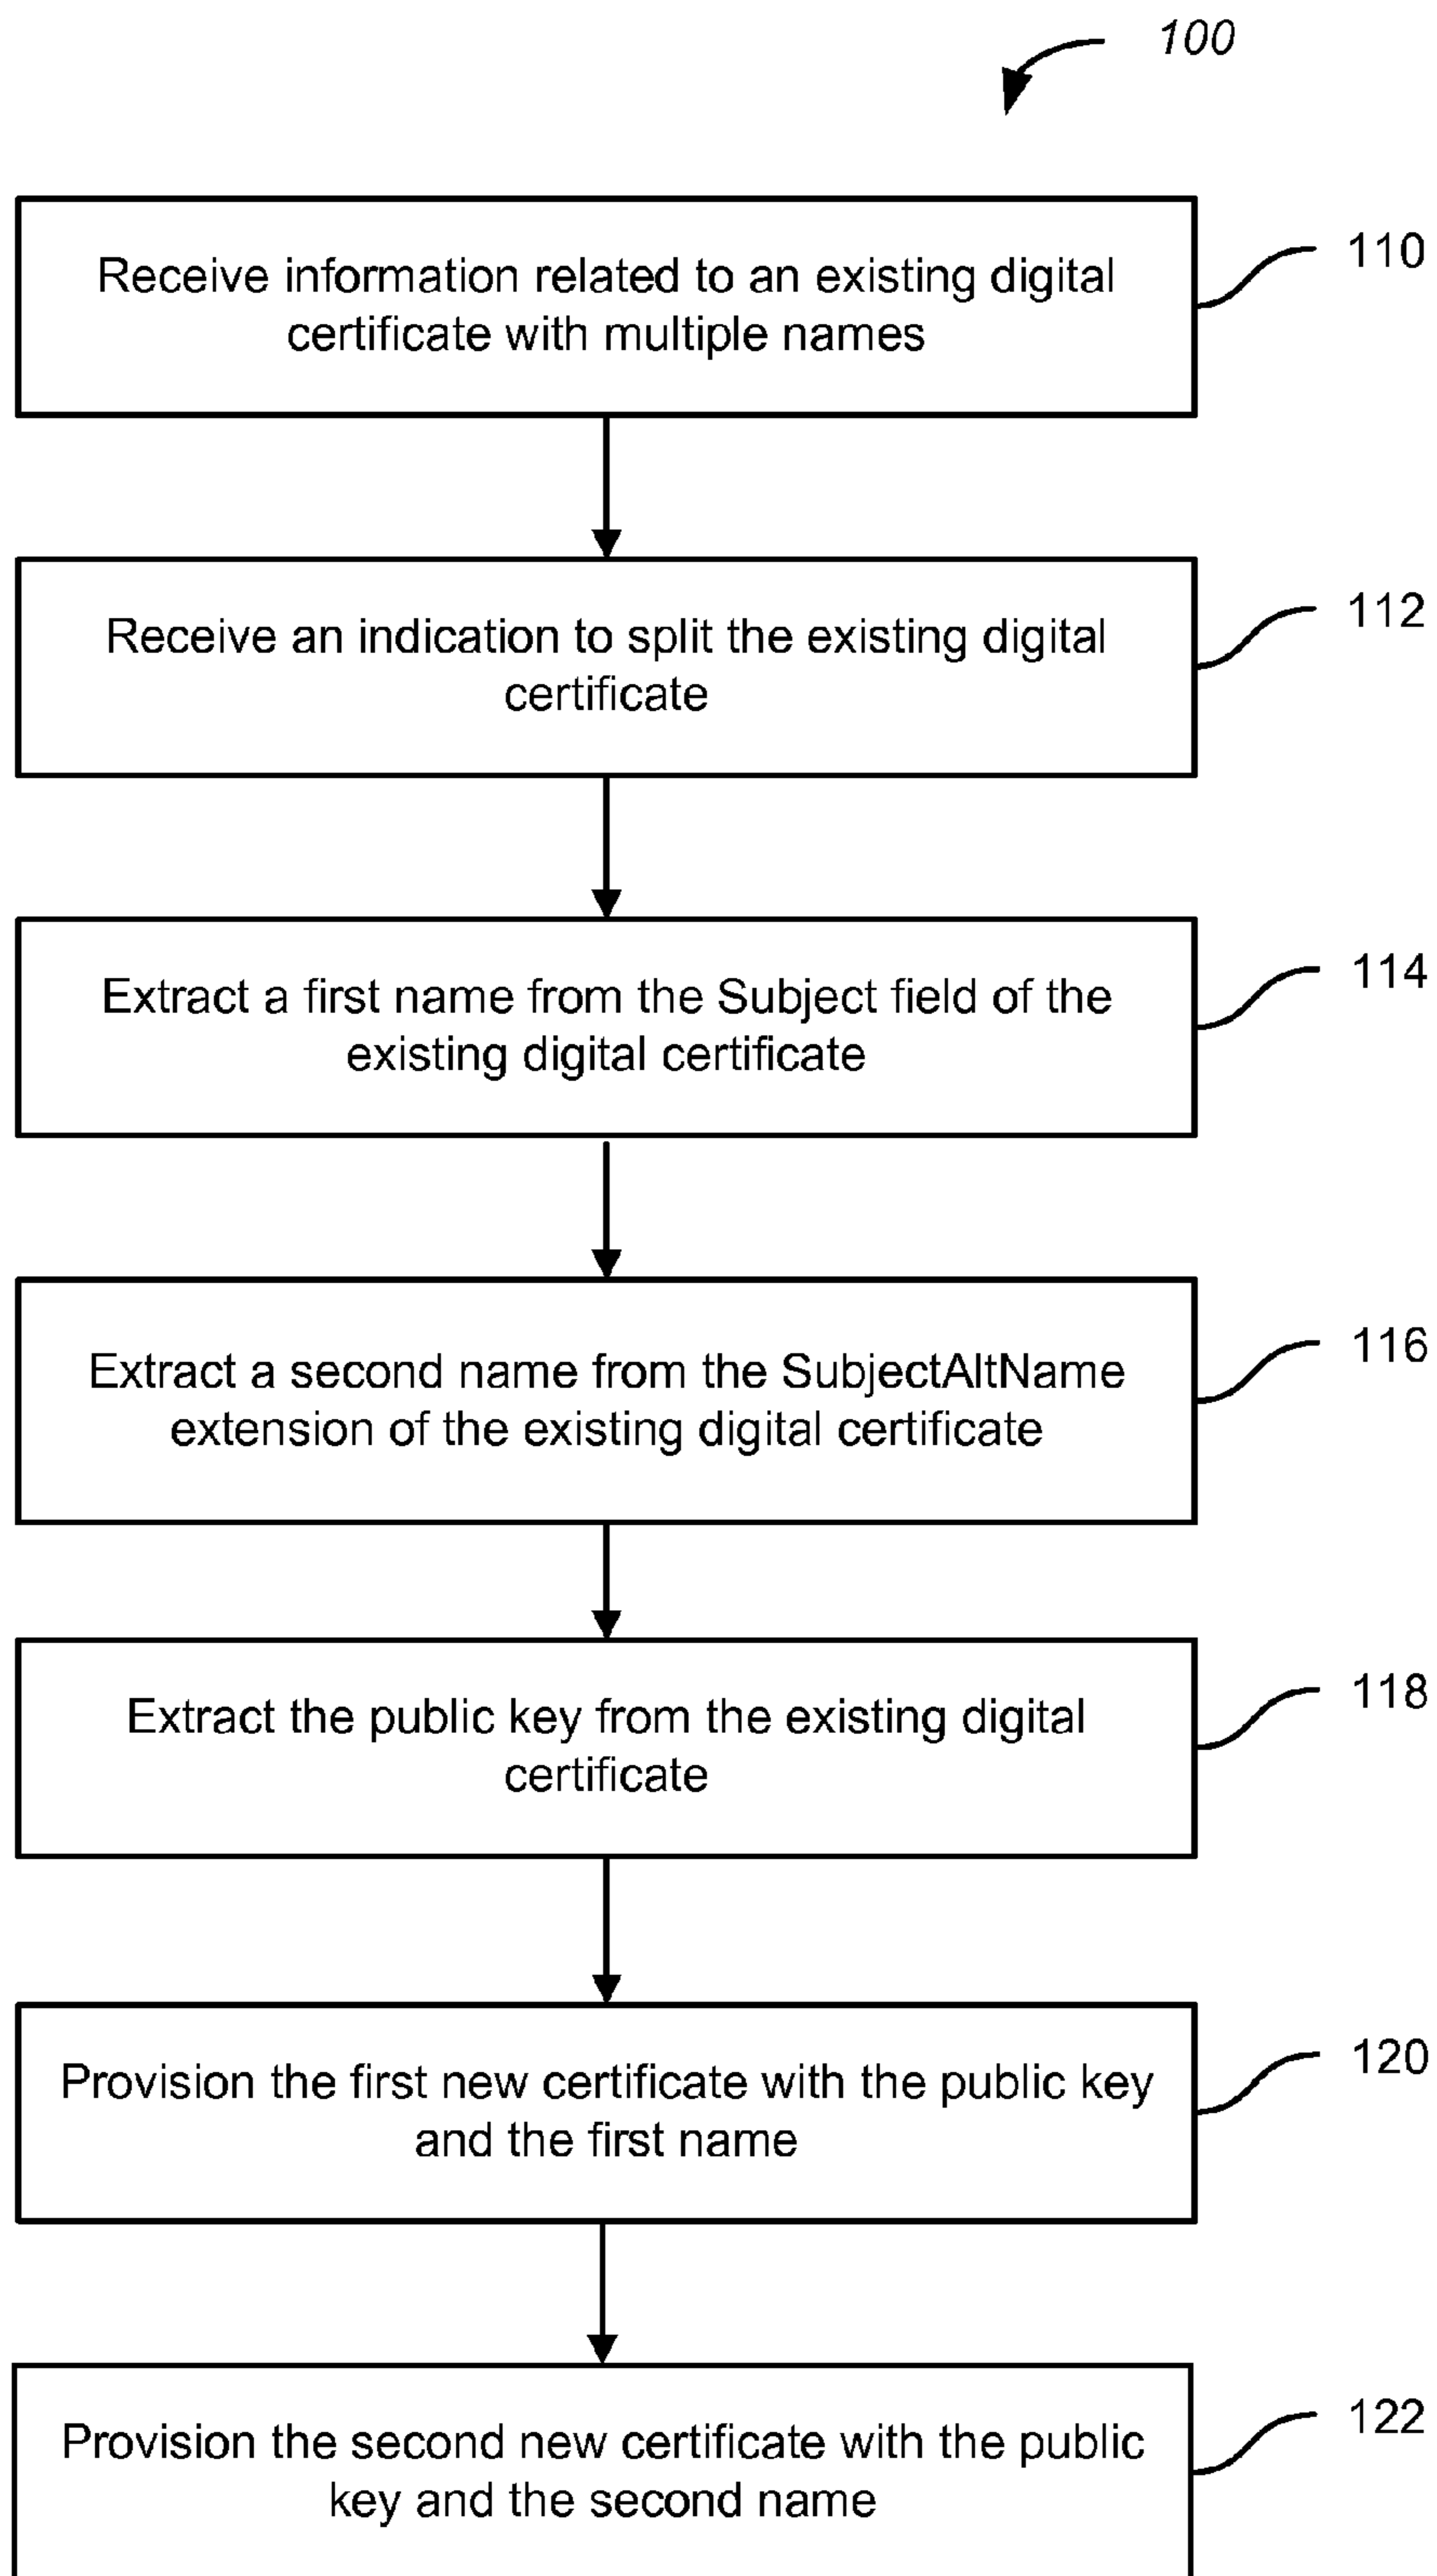 100
Receive information related to an existing digital
certificate with multiple names
110
Receive an indication to split the existing digital
certificate
112
Extract a first name from the Subject field of the
existing digital certificate
114
Extract a second name from the SubjectAltName
extension of the existing digital certificate
116
Extract the public key from the existing digital
certificate
118
Provision the first new certificate with the public key
and the first name
120
Provision the second new certificate with the public
key and the second name
122